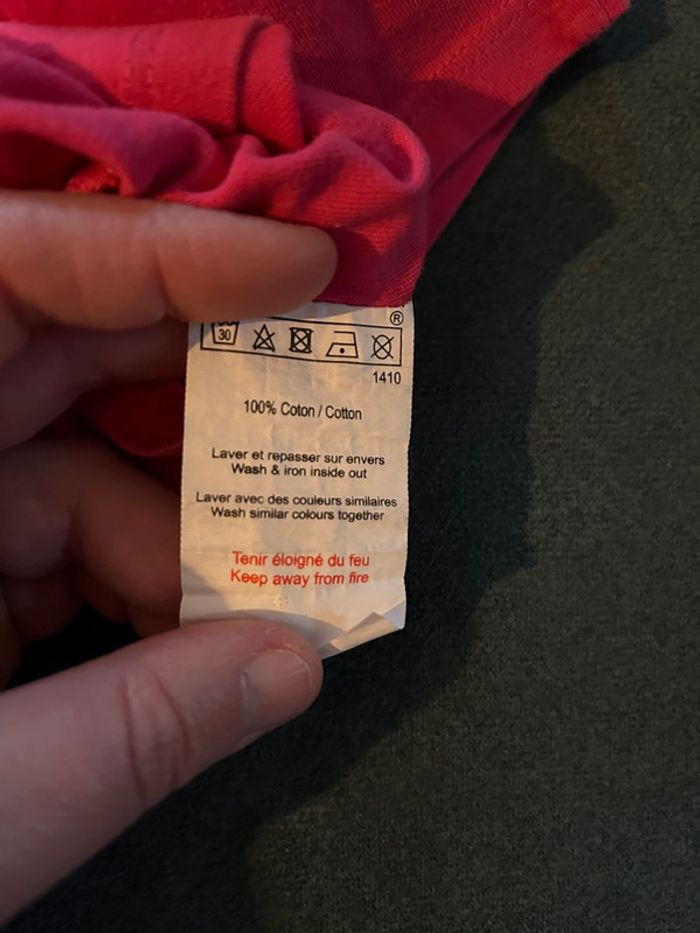 ®
30
1410
100% Coton / Cotton
Laver et repasser sur envers
Wash & iron inside out
Laver avec des couleurs similaires
Wash similar colours together
Tenir éloigné du feu
Keep away from fire